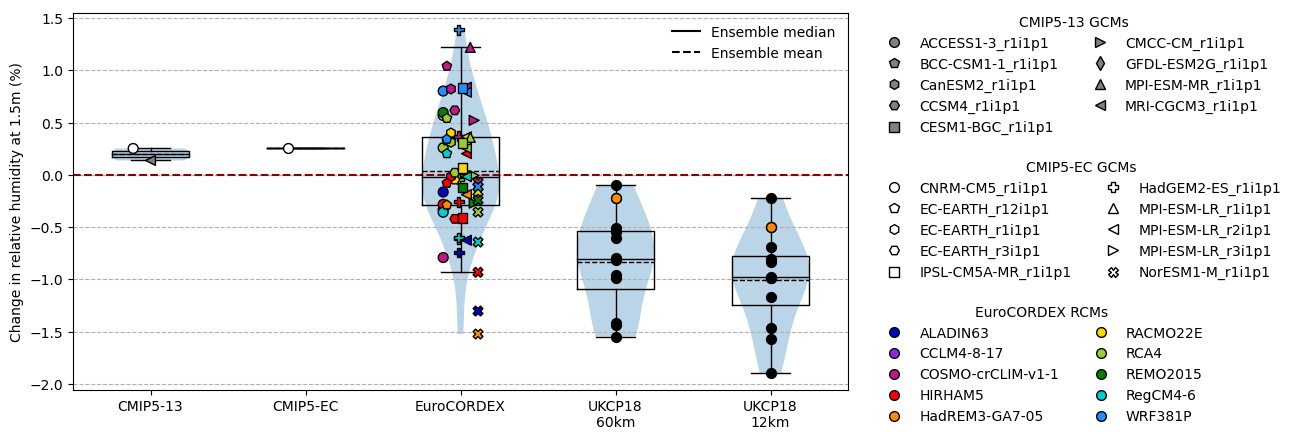 Change in relative humidity at 1.5m (%)
1.5
1.0
0.5
0.0
−0.5
−1.0
−1.5
−2.0
CMIP5-13
CMIP5-EC
EuroCORDEX
UKCP18
60km
UKCP18
12km
Ensemble median
Ensemble mean
CMIP5-13 GCMs
ACCESS1-3_r1i1p1
BCC-CSM1-1_r1i1p1
CanESM2_r1i1p1
CCSM4_r1i1p1
CESM1-BGC_r1i1p1
CMCC-CM_r1i1p1
GFDL-ESM2G_r1i1p1
MPI-ESM-MR_r1i1p1
MRI-CGCM3_r1i1p1
CMIP5-EC GCMs
CNRM-CM5_r1i1p1
EC-EARTH_r12i1p1
EC-EARTH_r1i1p1
EC-EARTH_r3i1p1
IPSL-CM5A-MR_r1i1p1
HadGEM2-ES_r1i1p1
MPI-ESM-LR_r1i1p1
MPI-ESM-LR_r2i1p1
MPI-ESM-LR_r3i1p1
NorESM1-M_r1i1p1
EuroCORDEX RCMs
ALADIN63
CCLM4-8-17
COSMO-crCLIM-v1-1
HIRHAM5
HadREM3-GA7-05
RACMO22E
RCA4
REMO2015
RegCM4-6
WRF381P